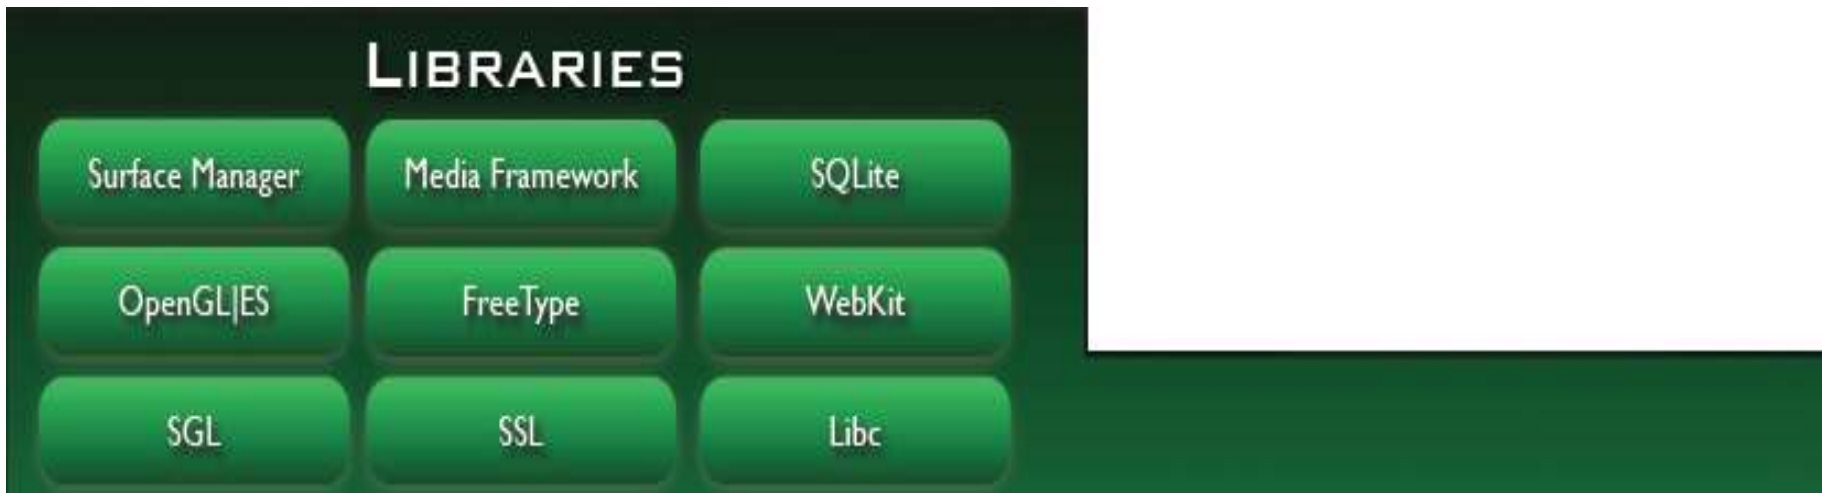 LIBRARIES
Surface Manager Media Framework SQLite
OpenGL|ES FreeType WebKit
SGL SSL Libc